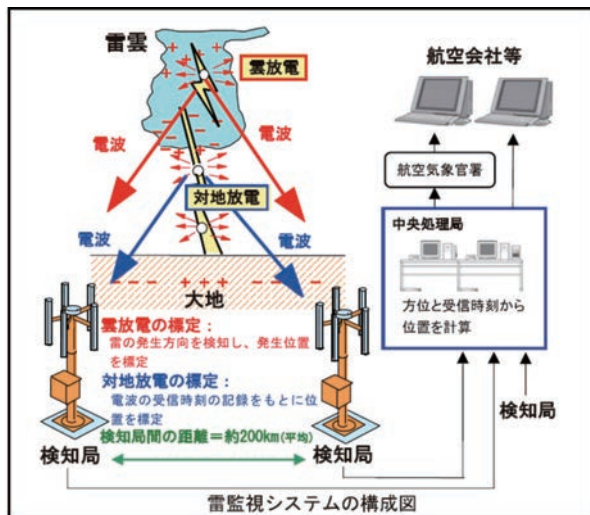 雷雲
雲放電
電波
電波
対地放電
電波
電波
大地
雲放電の標定：
雷の発生方向を検知し、発生位置
を標定
対地放電の標定：
電波の受信時刻の記録をもとに位
置を標定
検知局間の距離＝約200km(平均)
検知局
検知局
航空会社等
航空気象官署
中央処理局
方位と受信時刻から
位置を計算
検知局
雷監視システムの構成図